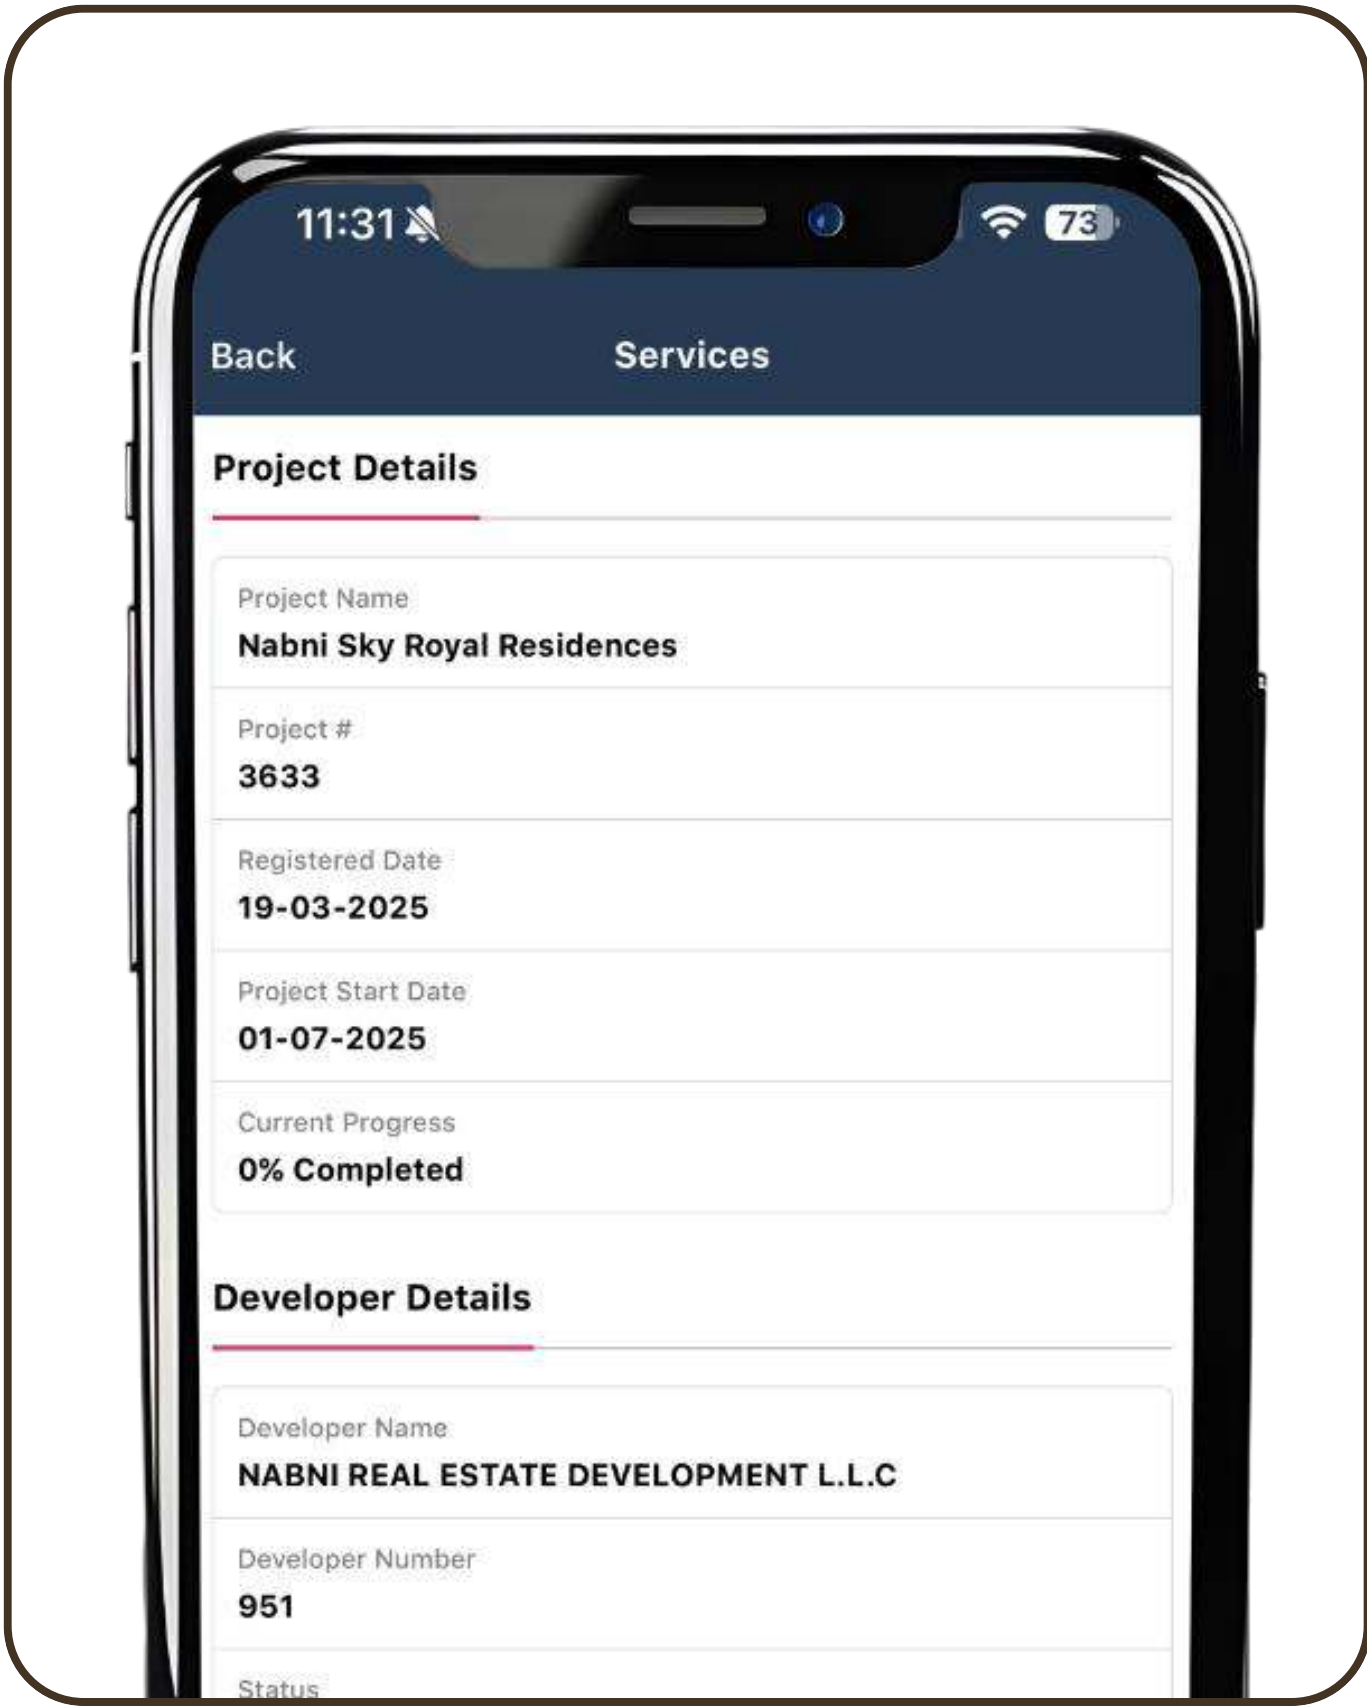 11:31
73
Back
Services
Project Details
Project Name
Nabni Sky Royal Residences
Project #
3633
Registered Date
19-03-2025
Project Start Date
01-07-2025
Current Progress
0% Completed
Developer Details
Developer Name
NABNI REAL ESTATE DEVELOPMENT L.L.C
Developer Number
951
Status